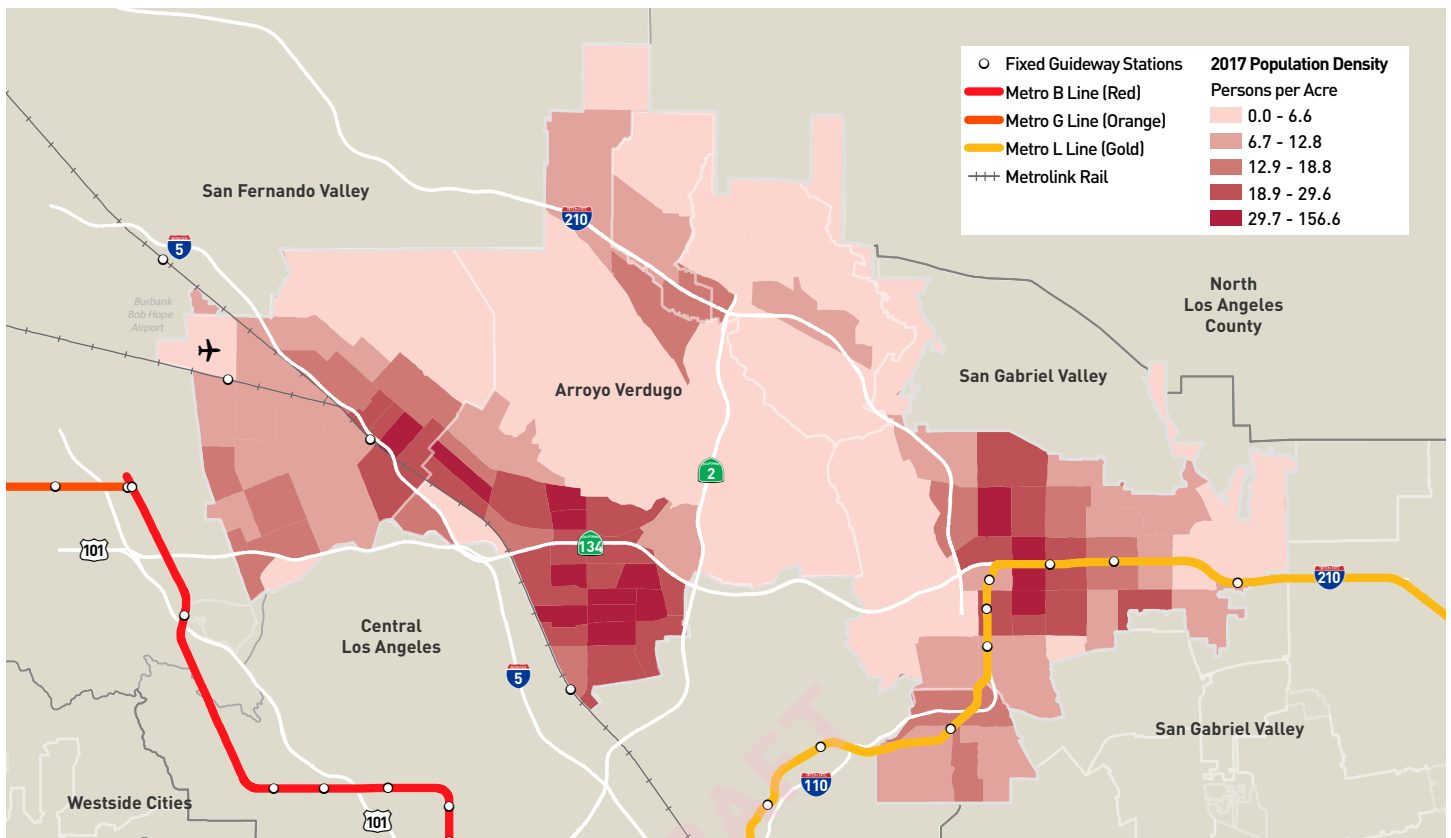 Fixed Guideway Stations
Metro B Line (Red)
Metro G Line (Orange)
Metro L Line (Gold)
Metrolink Rail
2017 Population Density
Persons per Acre
0.0 - 6.6
6.7 - 12.8
12.9 - 18.8
18.9 - 29.6
29.7 - 156.6
San Fernando Valley
210
5
Burbank
Bob Hope
Airport
North
Los Angeles
County
Arroyo Verdugo
San Gabriel Valley
2
101
134
210
Central
Los Angeles
5
San Gabriel Valley
110
Westside Cities
101